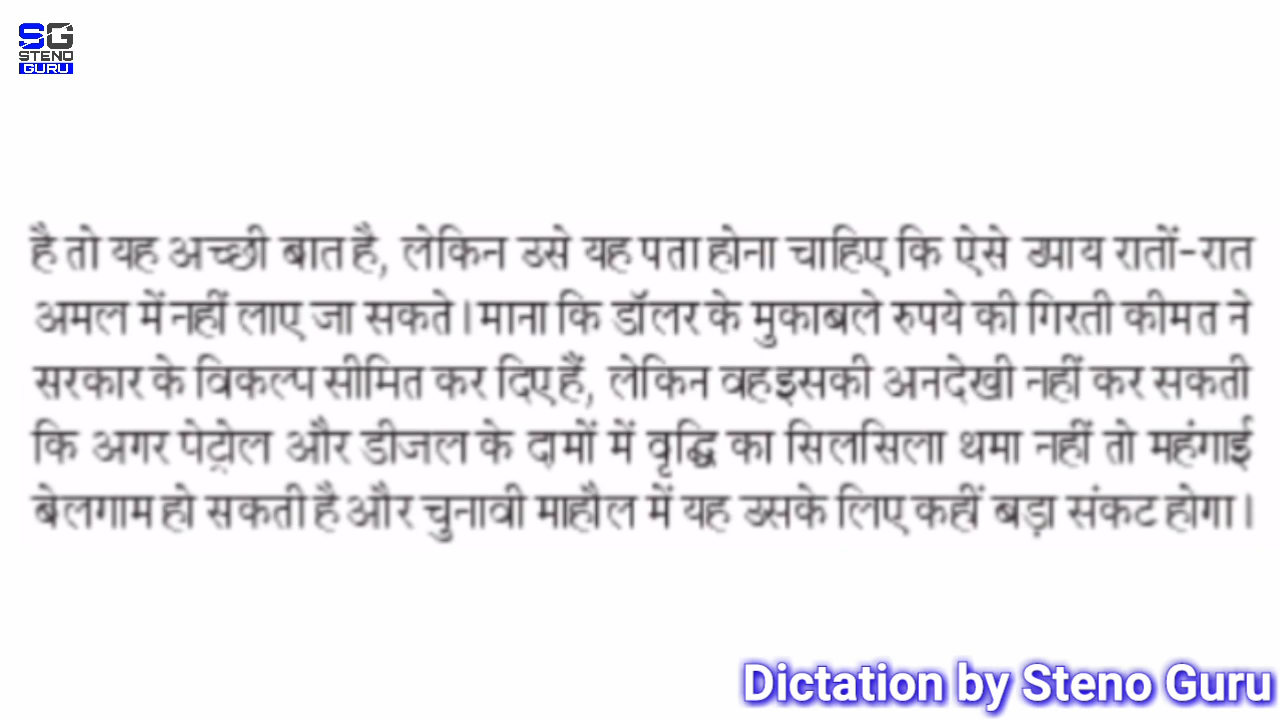 SG
STENO
GURU
है तो यह अच्छी बात है, लेकिन उसे यह पता होना चाहिए कि ऐसे उपाय रातों-रात
अमल में नहीं लाए जा सकते। माना कि डॉलर के मुकाबले रुपये की गिरती कीमत ने
सरकार के विकल्प सीमित कर दिए हैं, लेकिन वह इसकी अनदेखी नहीं कर सकती
कि अगर पेट्रोल और डीजल के दामों में वृद्धि का सिलसिला थमा नहीं तो महंगाई
बेलगाम हो सकती है और चुनावी माहौल में यह उसके लिए कहीं बड़ा संकट होगा।
Dictation by Steno Guru